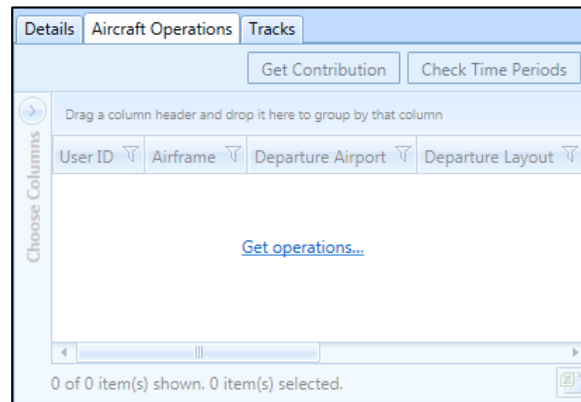 Details Aircraft Operations Tracks
Get Contribution Check Time Periods
Drag a column header and drop it here to group by that column
Choose Columns
User ID Airframe Departure Airport Departure Layout
Get operations...
0 of 0 item(s) shown. 0 item(s) selected.